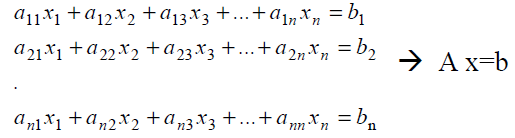 a₁₁x₁ + a₁₂x₂ + a₁₃x₃ + ... + a₁ₙxₙ = b₁
a₂₁x₁ + a₂₂x₂ + a₂₃x₃ + ... + a₂ₙxₙ = b₂ → A x=b
.
aₙ₁x₁ + aₙ₂x₂ + aₙ₃x₃ + ... + aₙₙxₙ = bₙ